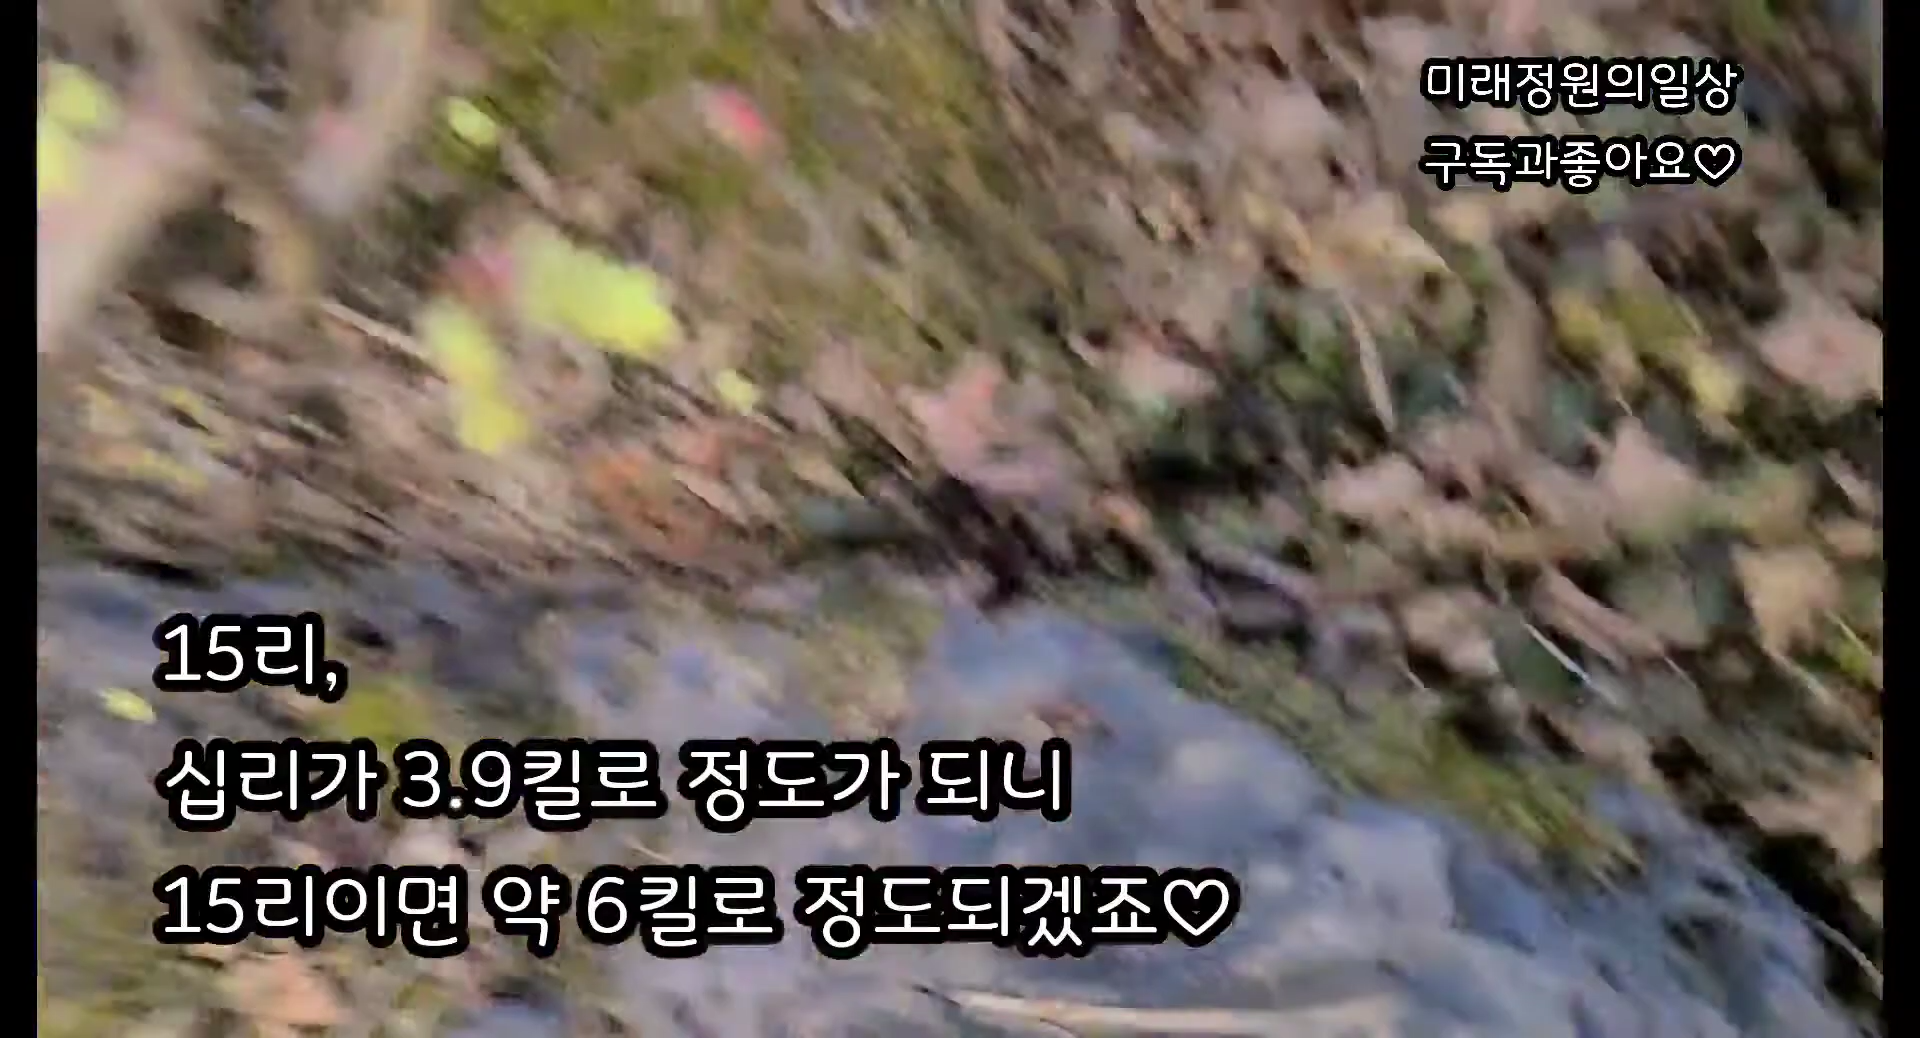 미래정원의일상
구독과좋아요♡
15리,
십리가 3.9킬로 정도가 되니
15리이면 약 6킬로 정도되겠죠♡